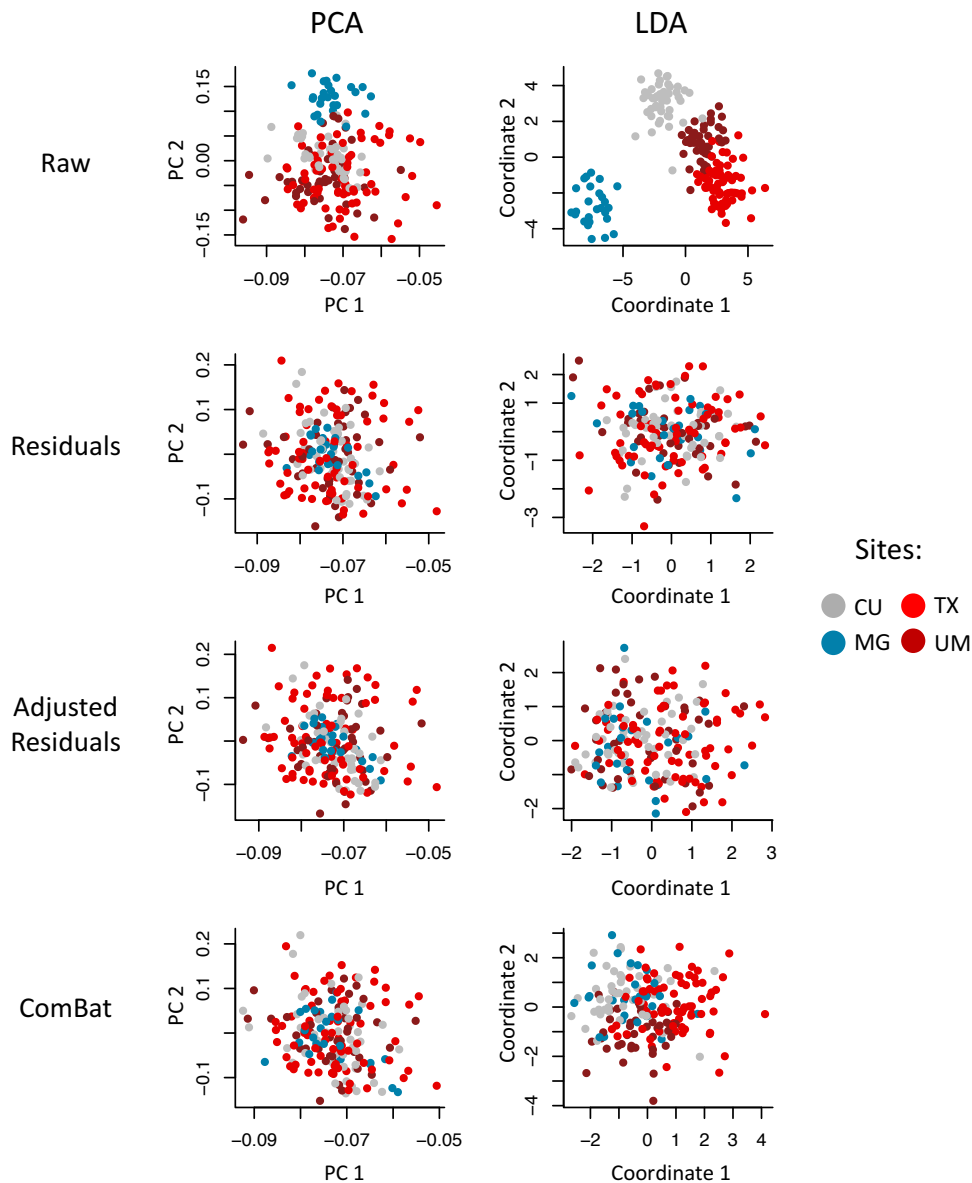 PCA LDA
Raw
PC 2
0.15
0.00
−0.15
−0.09 −0.07 −0.05
PC 1
Coordinate 2
4
2
0
−4
−5 0 5
Coordinate 1
Residuals
PC 2
0.2
0.1
−0.1
−0.09 −0.07 −0.05
PC 1
Coordinate 2
2
1
−1
−3
−2 −1 0 1 2
Coordinate 1
Sites:
CU TX
MG UM
Adjusted
Residuals
PC 2
0.2
0.1
−0.1
−0.09 −0.07 −0.05
PC 1
Coordinate 2
2
1
0
−2
−2 −1 0 1 2 3
Coordinate 1
ComBat
PC 2
0.2
0.1
−0.1
−0.09 −0.07 −0.05
PC 1
Coordinate 2
2
0
−2
−4
−2 0 1 2 3 4
Coordinate 1